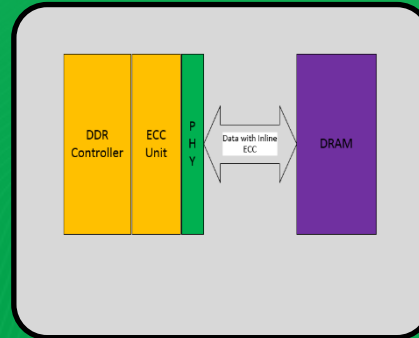 DDR
Controller
ECC
Unit
P
H
Y
Data with Inline
ECC
DRAM